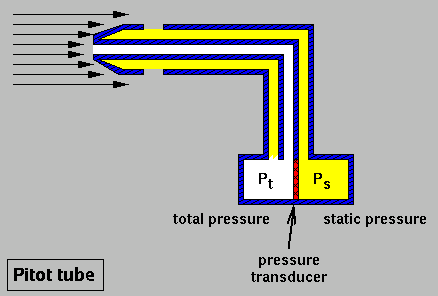 Pt
Ps
total pressure
static pressure
pressure
transducer
Pitot tube